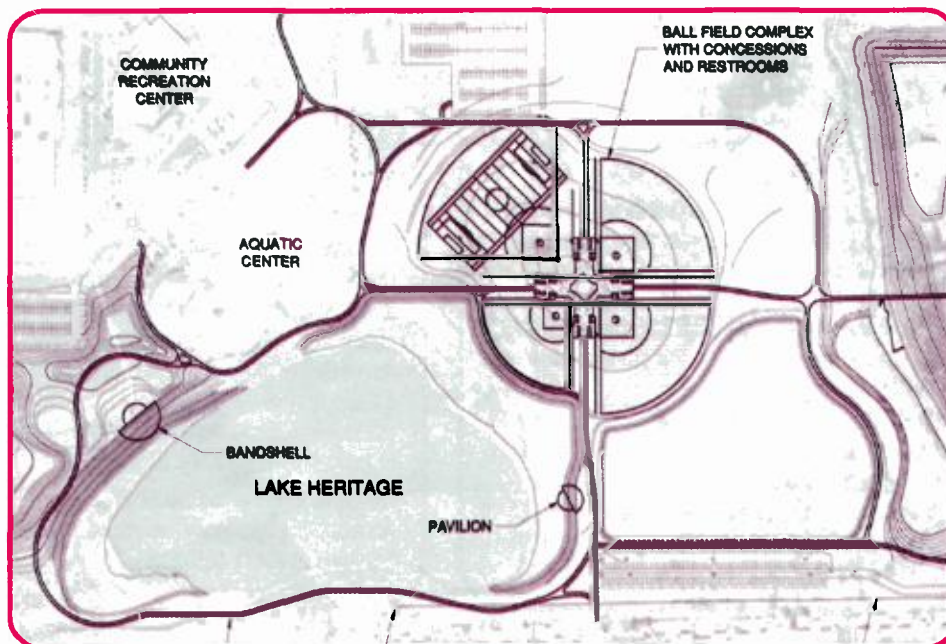 BALL FIELD COMPLEX
WITH CONCESSIONS
AND RESTROOMS
COMMUNITY
RECREATION
CENTER
AQUATIC
CENTER
BANDSHELL
LAKE HERITAGE
PAVILION